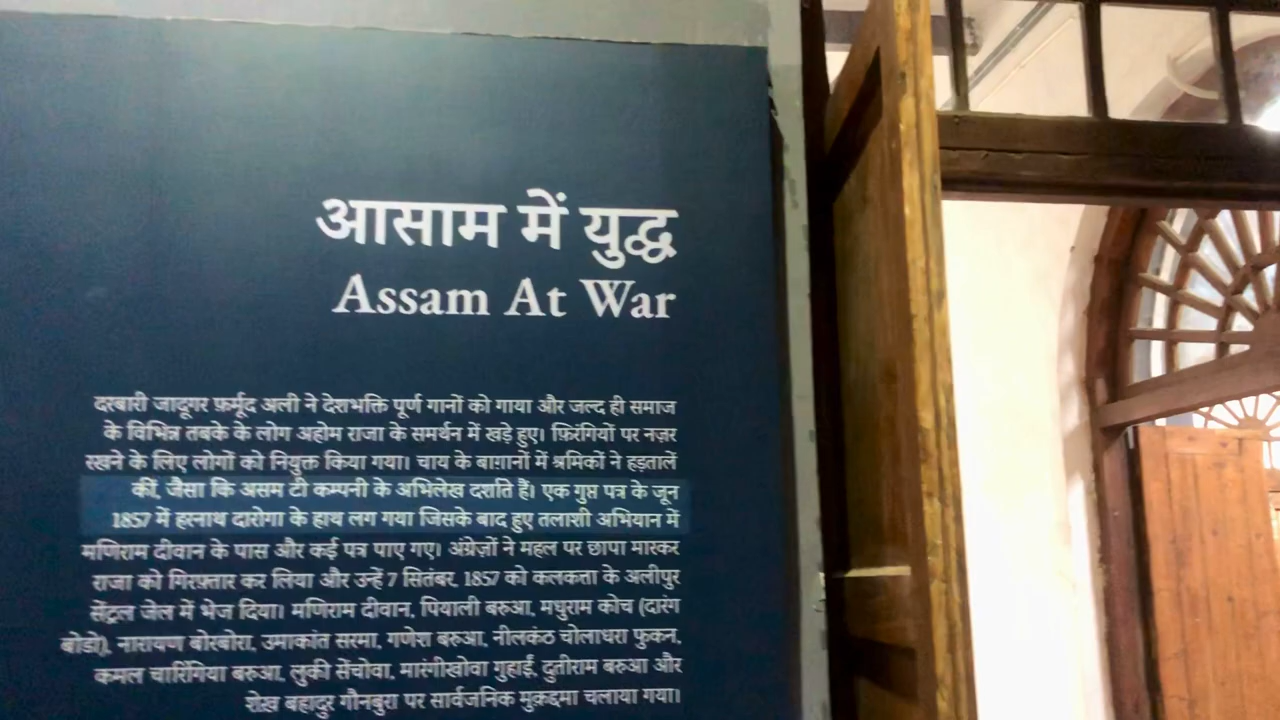 आसाम में युद्ध
Assam At War
दरबारी जादूगर फ़र्मूद अली ने देशभक्ति पूर्ण गानों को गाया और जल्द ही समाज
के विभिन्न तबके के लोग अहोम राजा के समर्थन में खड़े हुए। फ़िरंगियों पर नज़र
रखने के लिए लोगों को नियुक्त किया गया। चाय के बाग़ानों में श्रमिकों ने हड़तालें
कीं, जैसा कि असम टी कम्पनी के अभिलेख दर्शाते हैं। एक गुप्त पत्र के जून
1857 में हरनाथ दारोगा के हाथ लग गया जिसके बाद हुए तलाशी अभियान में
मणिराम दीवान के पास और कई पत्र पाए गए। अंग्रेज़ों ने महल पर छापा मारकर
राजा को गिरफ़्तार कर लिया और उन्हें 7 सितंबर, 1857 को कलकत्ता के अलीपुर
सेंट्रल जेल में भेज दिया। मणिराम दीवान, पियाली बरुआ, मधुराम कोच (दारंग
बोडो), नारायण बोरबोरा, उमाकांत सरमा, गणेश बरुआ, नीलकंठ चोलाधरा फुकन,
कमल चारिंगिया बरुआ, लुकी सेंचोवा, मारंगीखोवा गुहाईं, दुतीराम बरुआ और
शेख़ बहादुर गौनबुरा पर सार्वजनिक मुक़द्दमा चलाया गया।